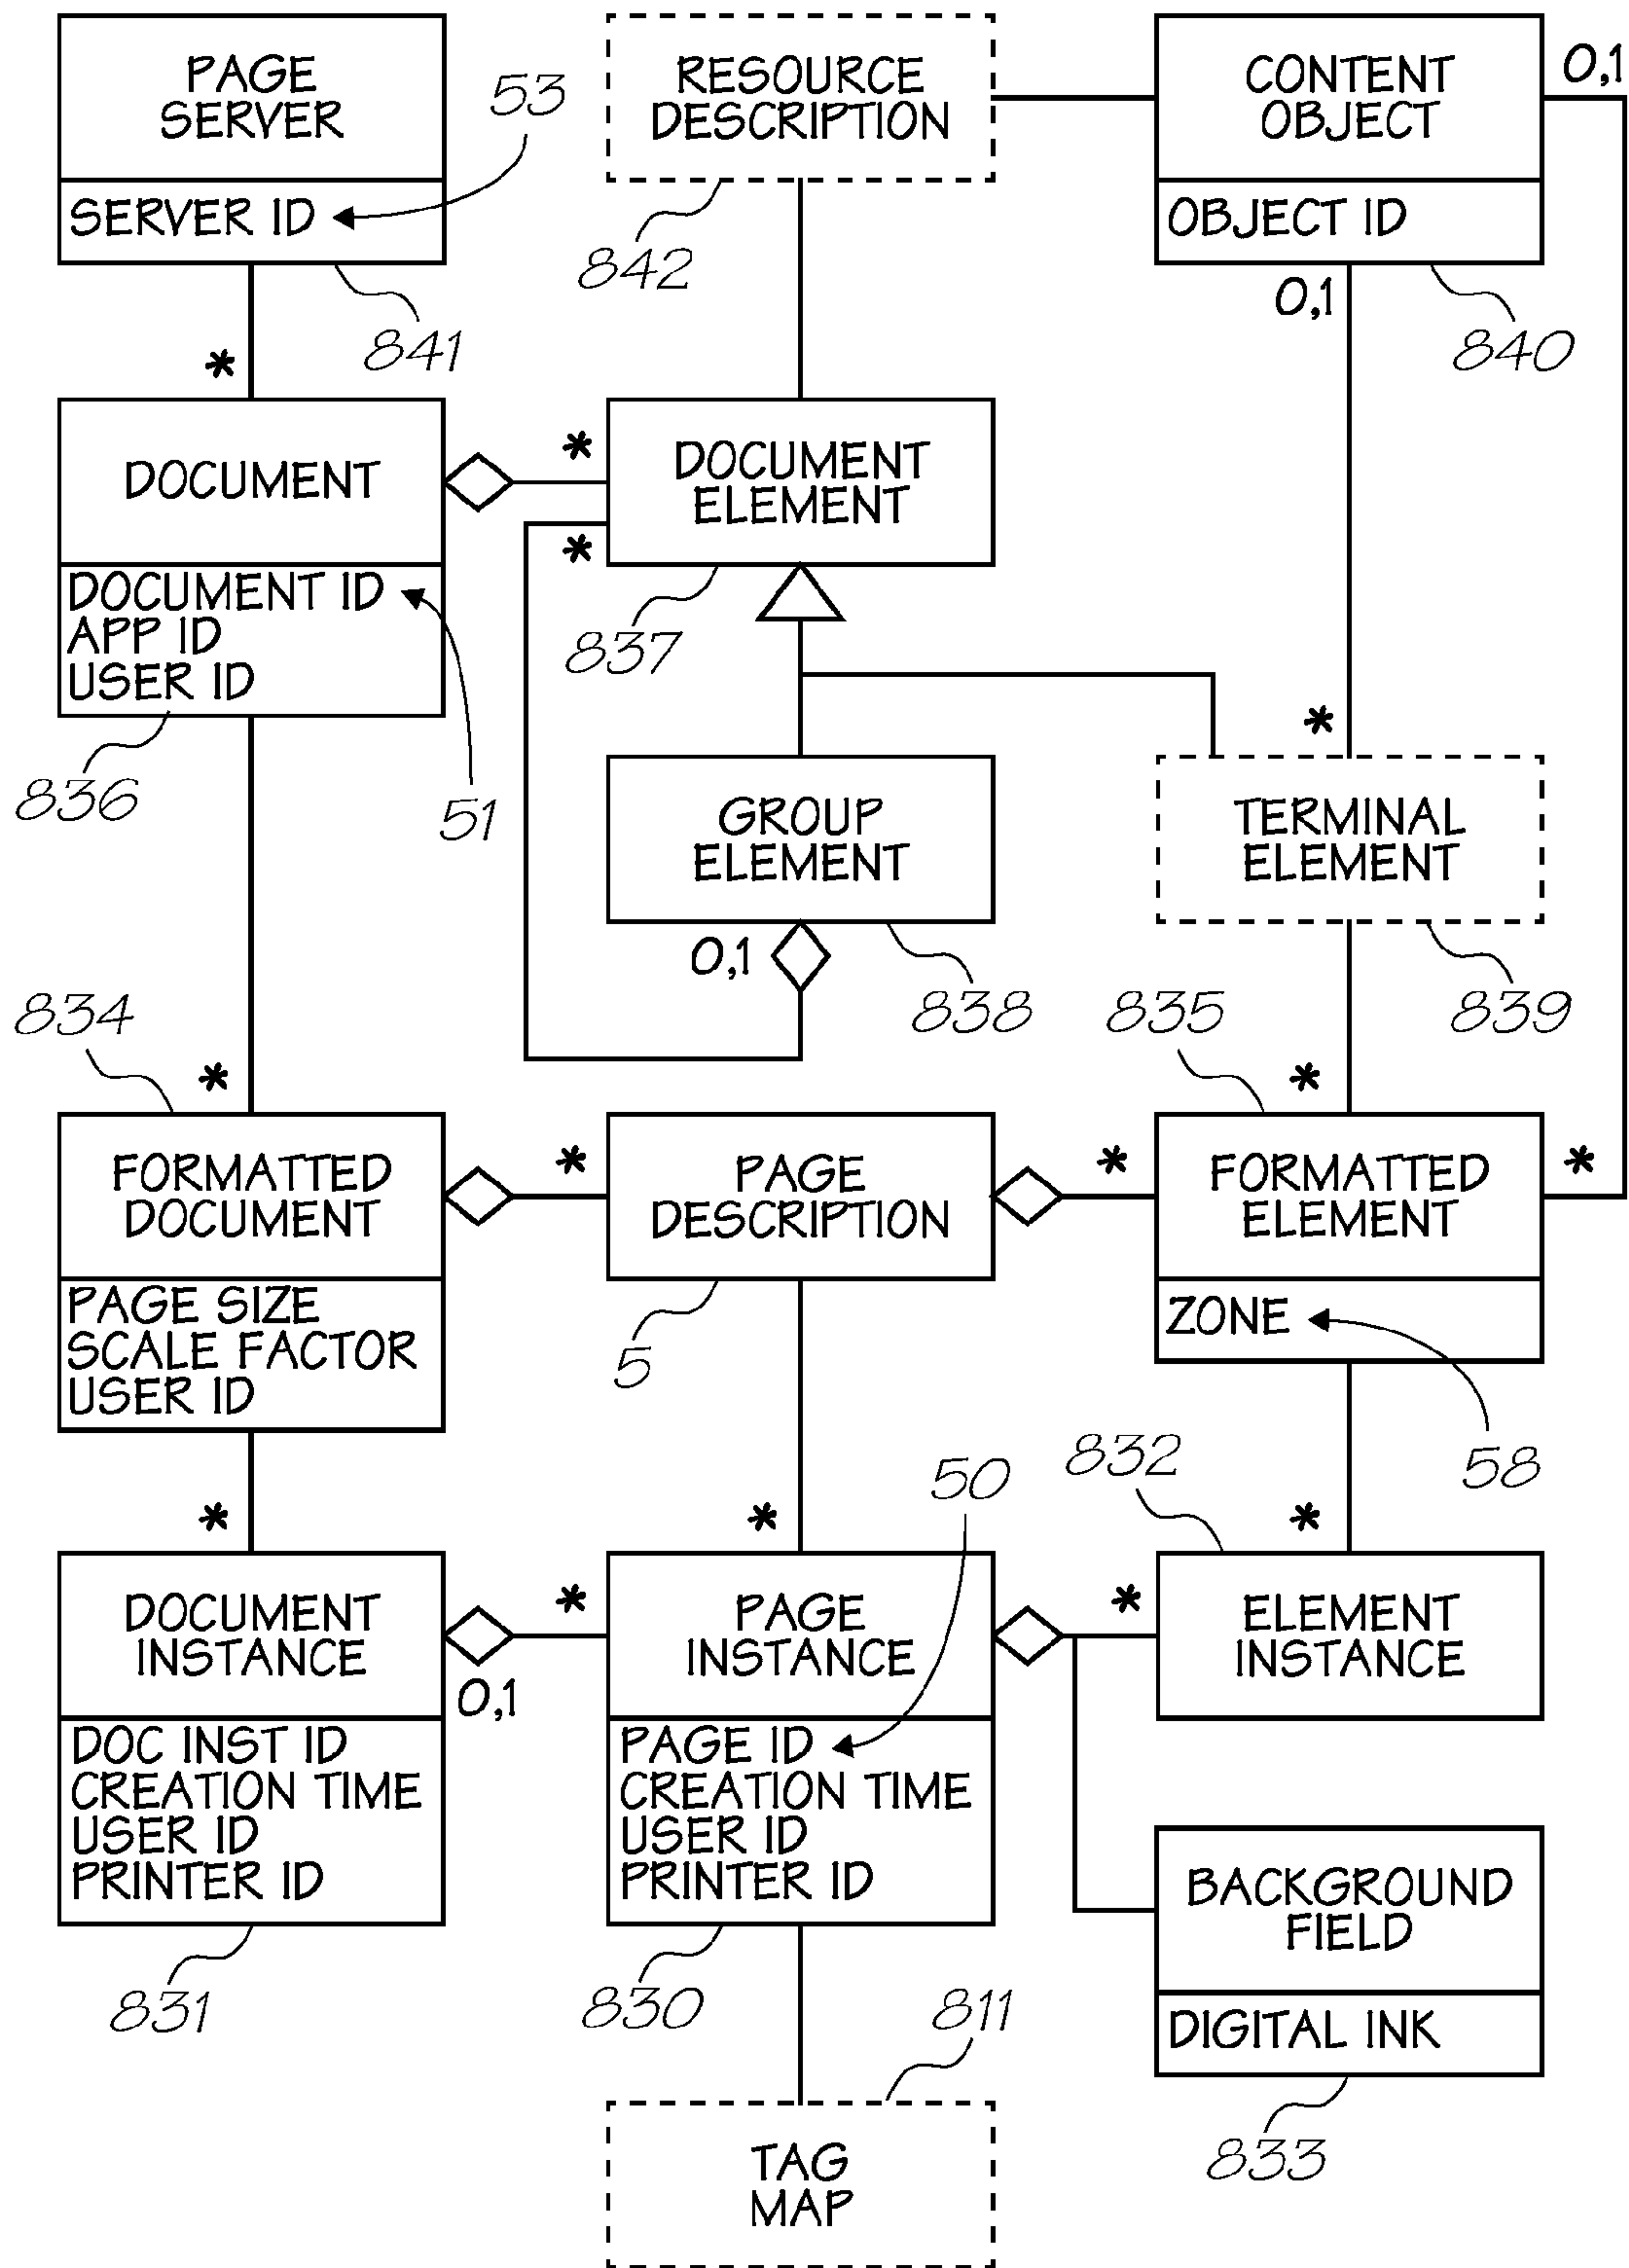 PAGE
SERVER
SERVER ID
53
841
RESOURCE
DESCRIPTION
842
CONTENT
OBJECT
OBJECT ID
0,1
0,1
840
*
DOCUMENT
DOCUMENT ID
APP ID
USER ID
836
51
*
*
DOCUMENT
ELEMENT
837
GROUP
ELEMENT
0,1
838
*
TERMINAL
ELEMENT
839
834
*
FORMATTED
DOCUMENT
PAGE SIZE
SCALE FACTOR
USER ID
*
PAGE
DESCRIPTION
5
835
*
*
*
FORMATTED
ELEMENT
ZONE
58
*
DOCUMENT
INSTANCE
DOC INST ID
CREATION TIME
USER ID
PRINTER ID
831
0,1
*
*
50
PAGE
INSTANCE
PAGE ID
CREATION TIME
USER ID
PRINTER ID
830
832
*
*
ELEMENT
INSTANCE
BACKGROUND
FIELD
DIGITAL INK
833
811
TAG
MAP